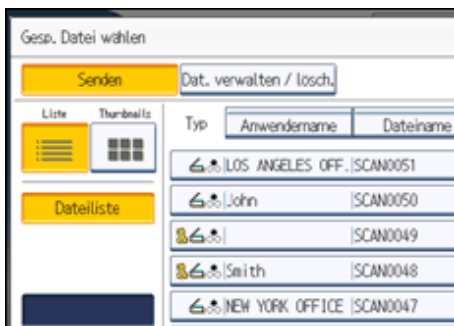 Gesp. Datei wählen
Senden
Dat. verwalten / lösch.
Liste
Thumbnails
Typ
Anwendername
Dateiname
LOS ANGELES OFF. SCAN0051
Dateiliste
John SCAN0050
SCAN0049
Smith SCAN0048
NEW YORK OFFICE SCAN0047